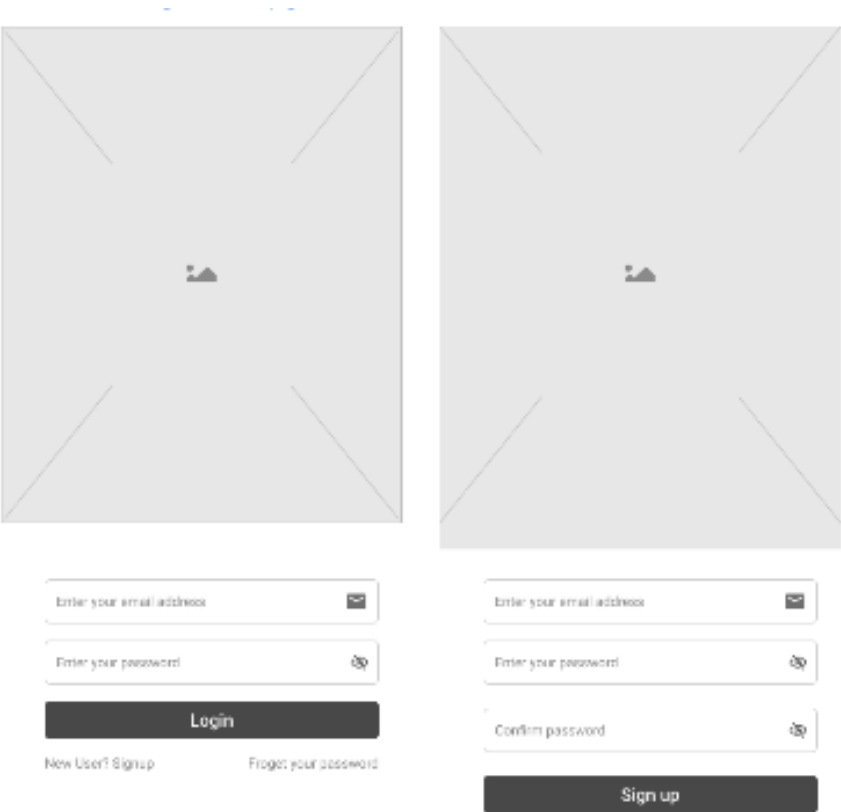 Enter your email address
Enter your password
Login
New User? Signup
Froget your password
Enter your email address
Enter your password
Confirm password
Sign up